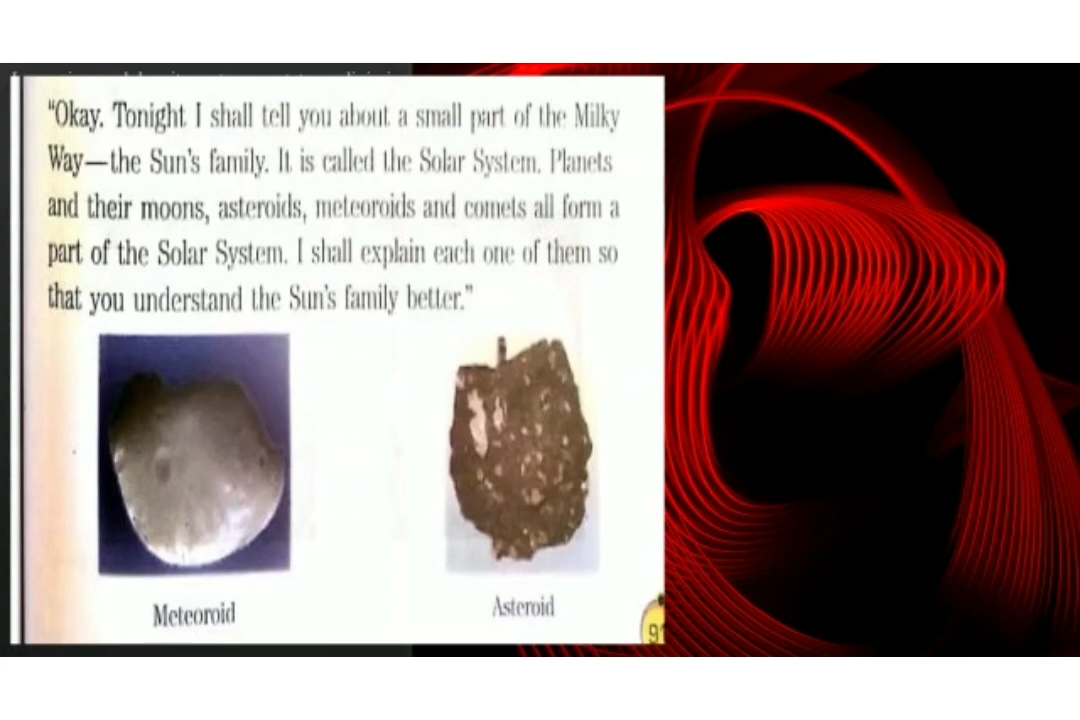 “Okay. Tonight I shall tell you about a small part of the Milky
Way—the Sun’s family. It is called the Solar System. Planets
and their moons, asteroids, meteoroids and comets all form a
part of the Solar System. I shall explain each one of them so
that you understand the Sun’s family better.”
Meteoroid
Asteroid